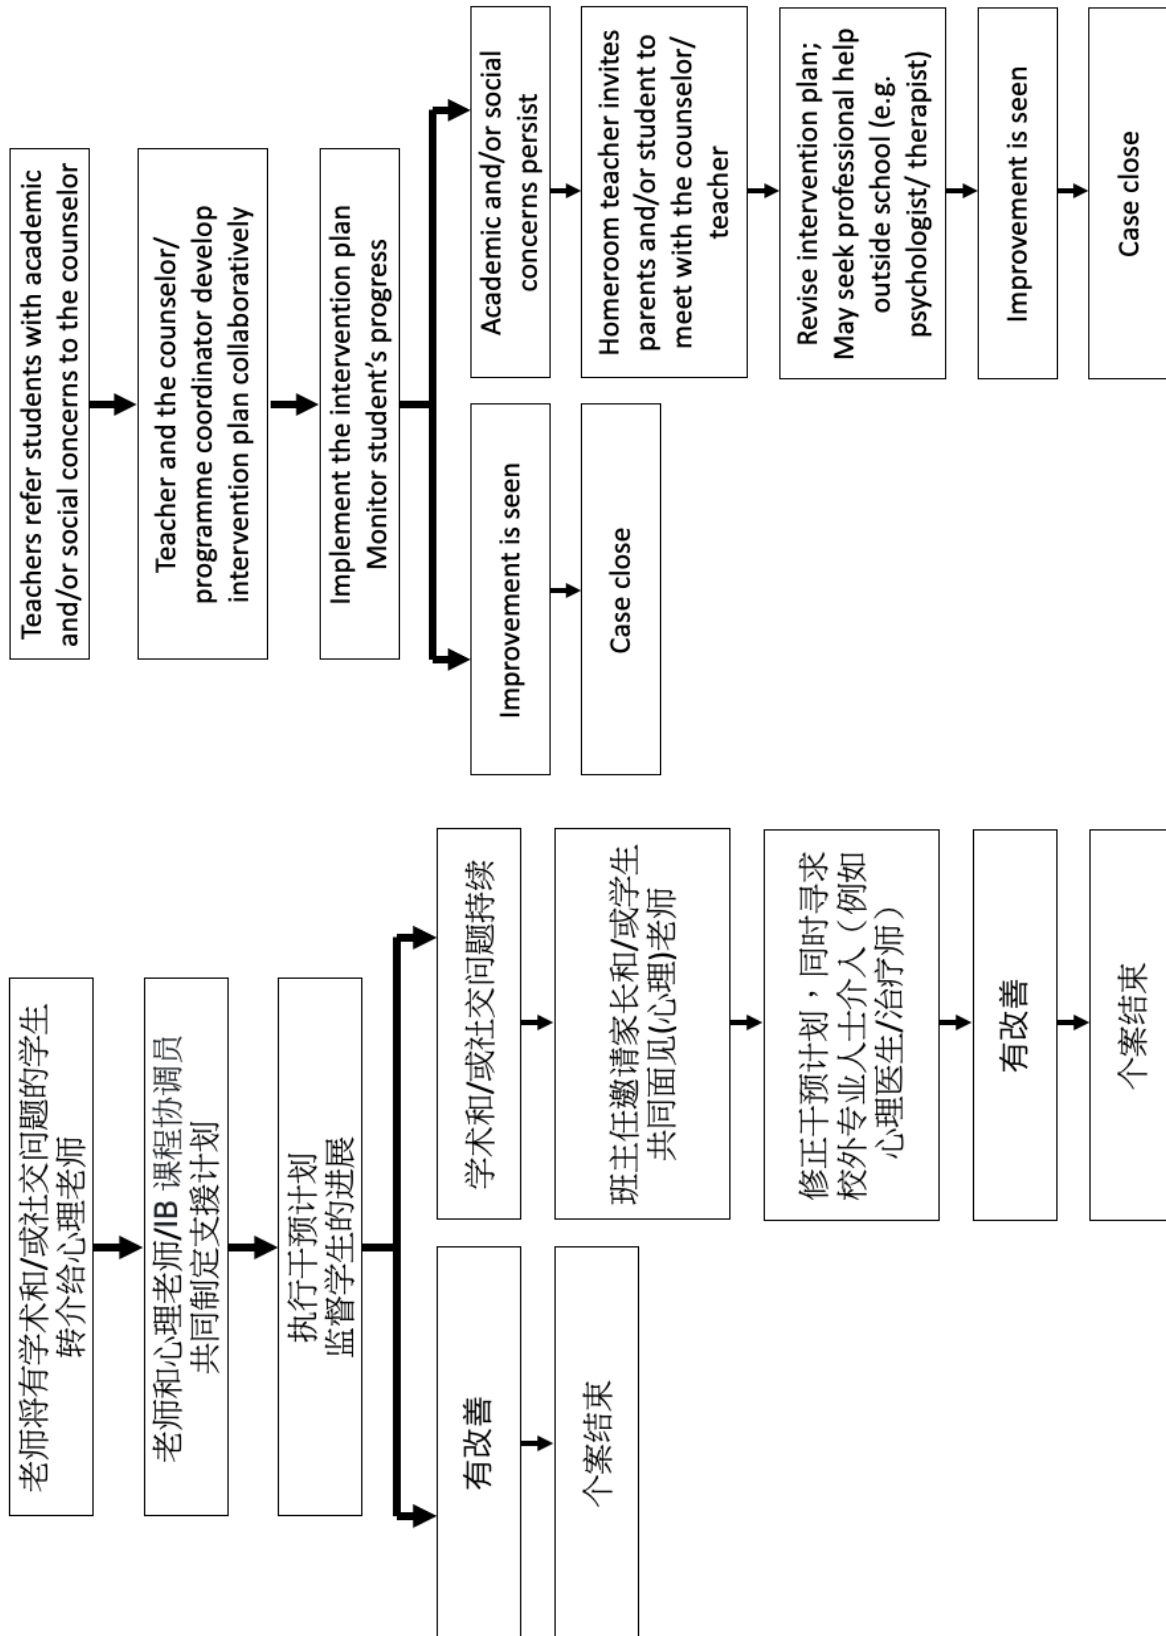 老师将有学术和/或社交问题的学生
转介给心理老师
老师和心理老师/IB 课程协调员
共同制定支援计划
执行干预计划
监督学生的进展
有改善
个案结束
学术和/或社交问题持续
班主任邀请家长和/或学生
共同面见(心理)老师
修正干预计划，同时寻求
校外专业人士介入（例如
心理医生/治疗师）
有改善
个案结束
Teachers refer students with academic
and/or social concerns to the counselor
Teacher and the counselor/
programme coordinator develop
intervention plan collaboratively
Implement the intervention plan
Monitor student’s progress
Improvement is seen
Case close
Academic and/or social
concerns persist
Homeroom teacher invites
parents and/or student to
meet with the counselor/
teacher
Revise intervention plan;
May seek professional help
outside school (e.g.
psychologist/ therapist)
Improvement is seen
Case close